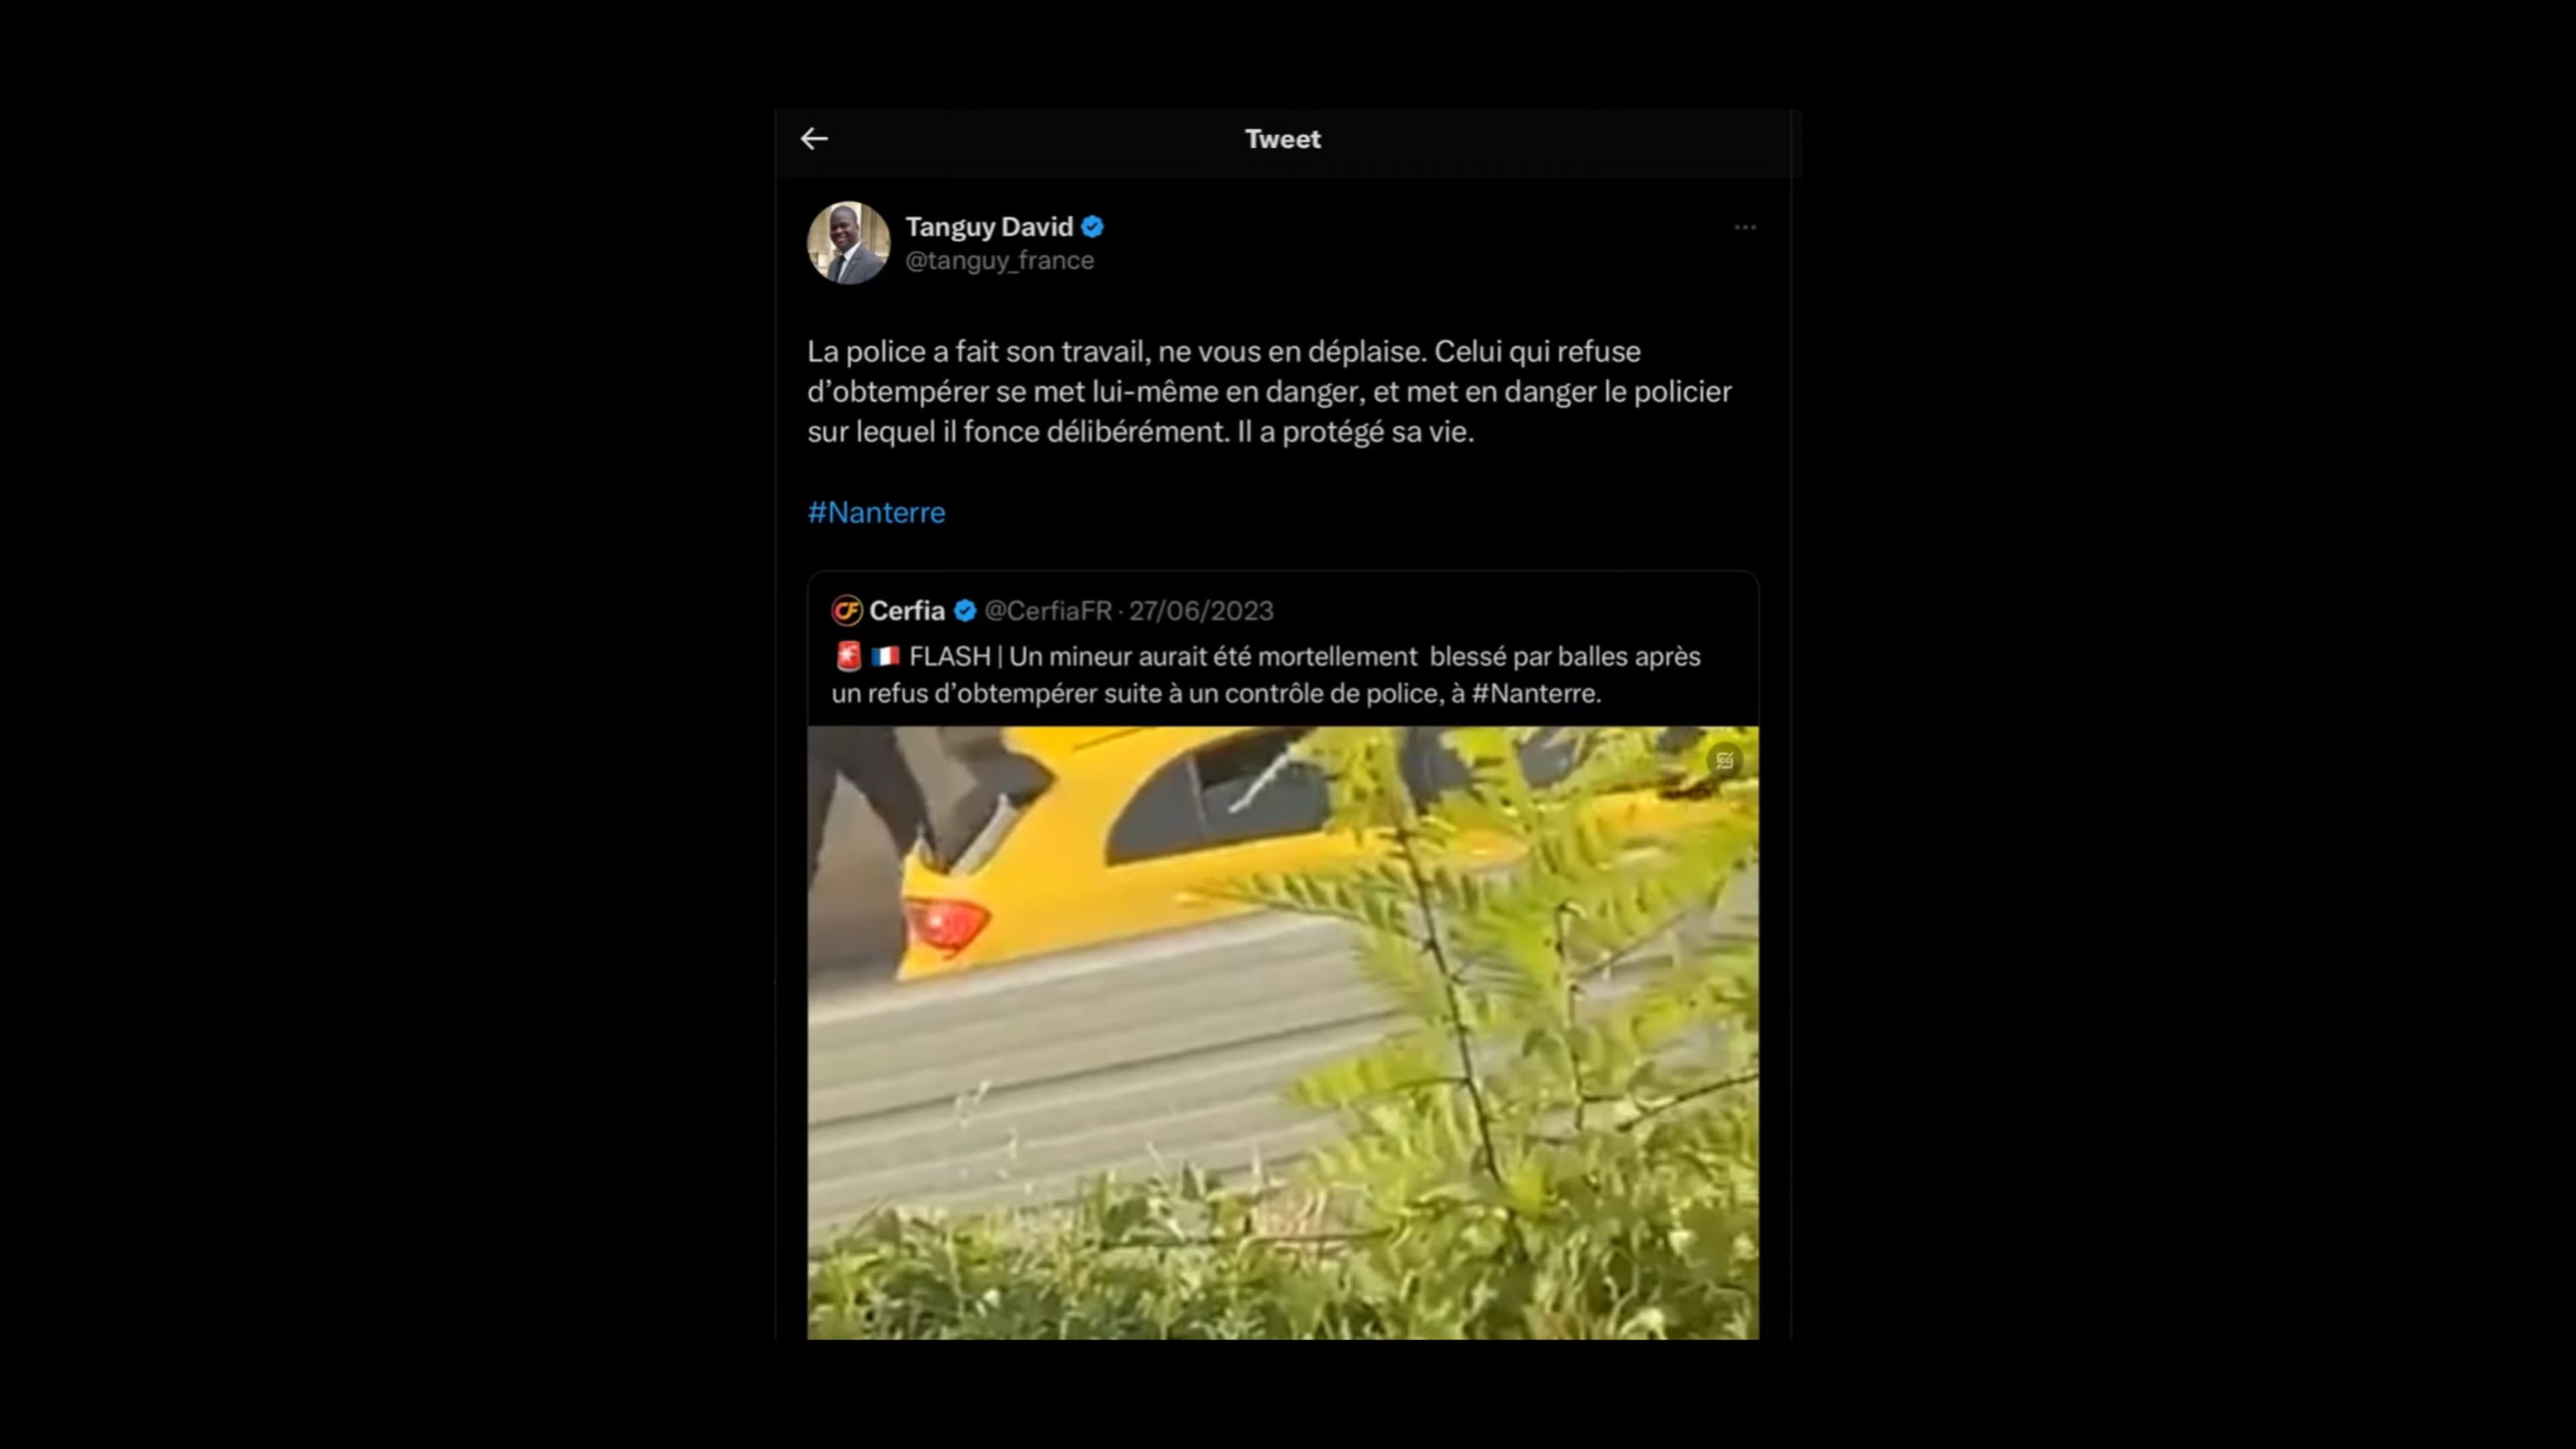 Tweet
Tanguy David
@tanguy_france
La police a fait son travail, ne vous en déplaise. Celui qui refuse
d’obtempérer se met lui-même en danger, et met en danger le policier
sur lequel il fonce délibérément. Il a protégé sa vie.
#Nanterre
CF Cerfia @CerfiaFR · 27/06/2023
FLASH | Un mineur aurait été mortellement blessé par balles après
un refus d’obtempérer suite à un contrôle de police, à #Nanterre.